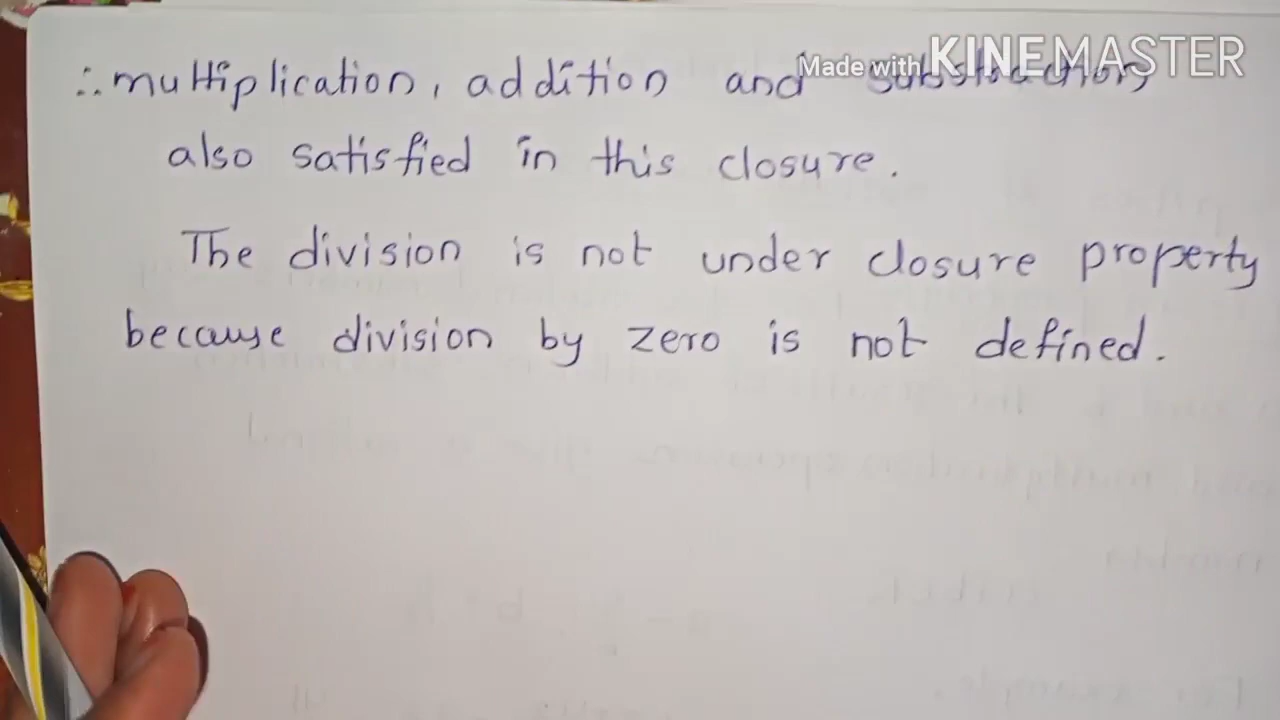 Made with KINEMASTER
∴ multiplication, addition and
also satisfied in this closure.
The division is not under closure property
because division by zero is not defined.